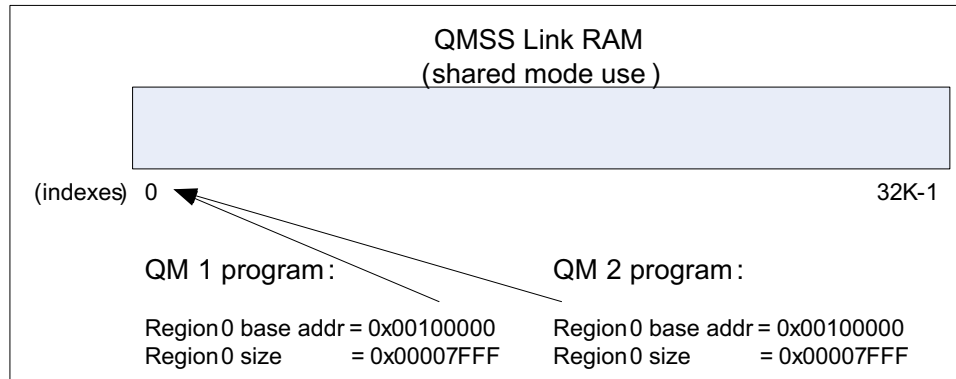 QMSS Link RAM
(shared mode use )
(indexes) 0 32K-1
QM 1 program : QM 2 program :
Region 0 base addr = 0x00100000 Region 0 base addr = 0x00100000
Region 0 size = 0x00007FFF Region 0 size = 0x00007FFF